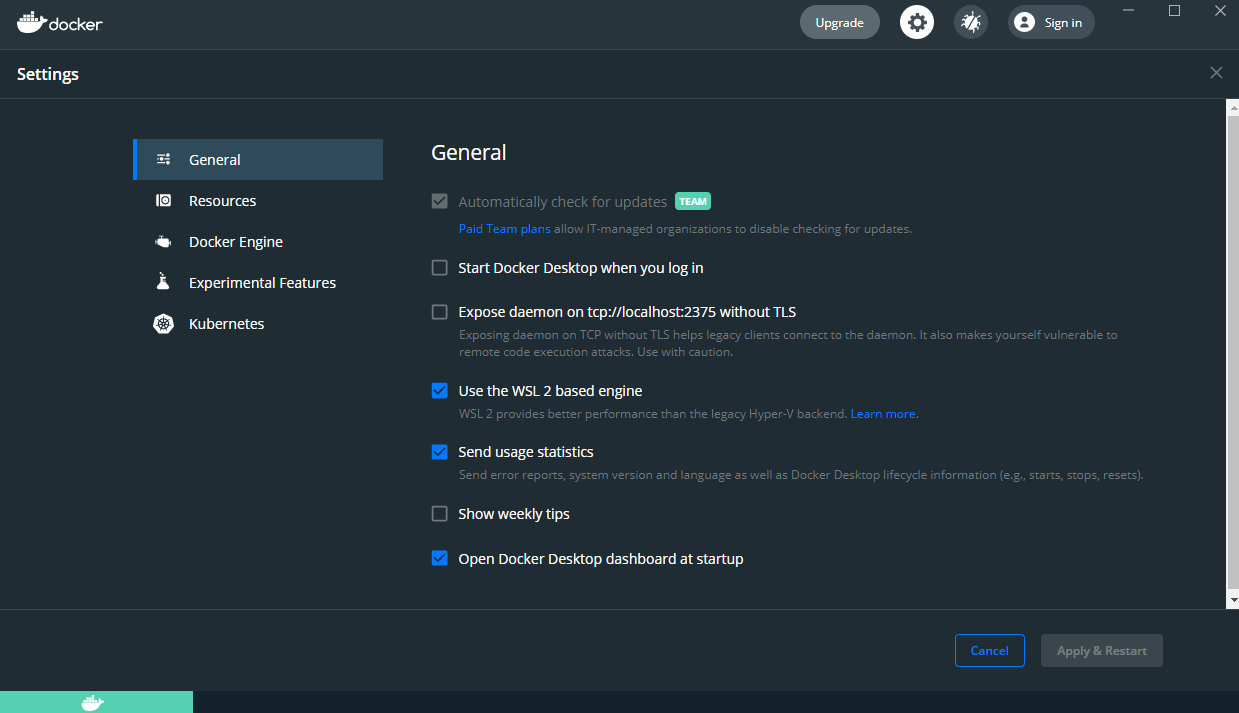 docker
Upgrade
Sign in
Settings
General
Resources
Docker Engine
Experimental Features
Kubernetes
General
Automatically check for updates TEAM
Paid Team plans allow IT-managed organizations to disable checking for updates.
Start Docker Desktop when you log in
Expose daemon on tcp://localhost:2375 without TLS
Exposing daemon on TCP without TLS helps legacy clients connect to the daemon. It also makes yourself vulnerable to
remote code execution attacks. Use with caution.
Use the WSL 2 based engine
WSL 2 provides better performance than the legacy Hyper-V backend. Learn more.
Send usage statistics
Send error reports, system version and language as well as Docker Desktop lifecycle information (e.g., starts, stops, resets).
Show weekly tips
Open Docker Desktop dashboard at startup
Cancel
Apply & Restart